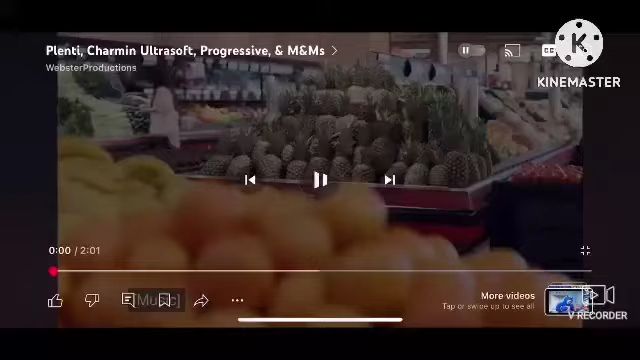 Plenti, Charmin Ultrasoft, Progressive, & M&Ms
WebsterProductions
CC
K
KINEMASTER
0:00 / 2:01
[Music]
More videos
Tap or swipe up to see all
V RECORDER